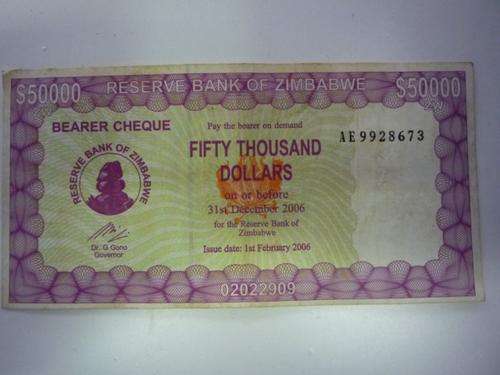 $50000 RESERVE BANK OF ZIMBABWE $50000
BEARER CHEQUE
Pay the bearer on demand
AE9928673
FIFTY THOUSAND
DOLLARS
on or before
31st December 2006
for the Reserve Bank of
Zimbabwe
Issue date: 1st February 2006
RESERVE BANK OF ZIMBABWE
Dr. G Gono
Governor
02022909